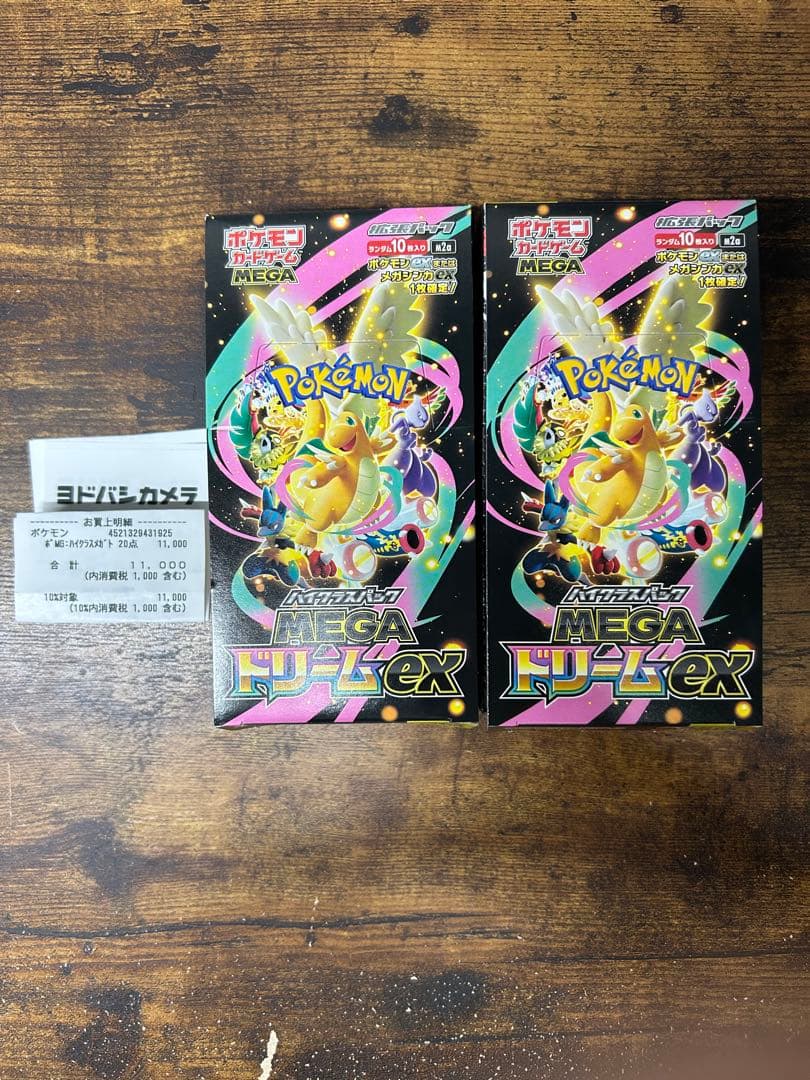 ヨドバシカメラ
---------- お買上明細 ----------
ポケモン 4521329431925
ポMG:ハイクラスメガト 20点 11,000
合 計 11,000
(内消費税 1,000 含む)
10%対象 11,000
(10%内消費税 1,000 含む)
ポケモン
カードゲーム
MEGA
拡張パック
ランダム10枚入り M2a
ポケモンexまたは
メガシンカex
1枚確定!
POKéMON
ハイクラスパック
MEGA
ドリームex
ポケモン
カードゲーム
MEGA
拡張パック
ランダム10枚入り M2a
ポケモンexまたは
メガシンカex
1枚確定!
POKéMON
ハイクラスパック
MEGA
ドリームex